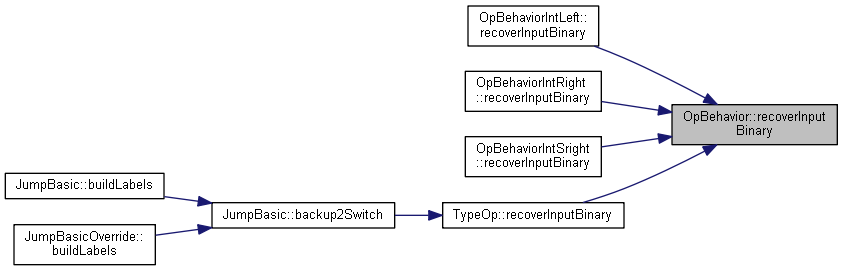 OpBehaviorIntLeft::
recoverInputBinary
OpBehaviorIntRight
::recoverInputBinary
OpBehavior::recoverInput
Binary
OpBehaviorIntSright
::recoverInputBinary
JumpBasic::buildLabels
JumpBasic::backup2Switch
TypeOp::recoverInputBinary
JumpBasicOverride::
buildLabels